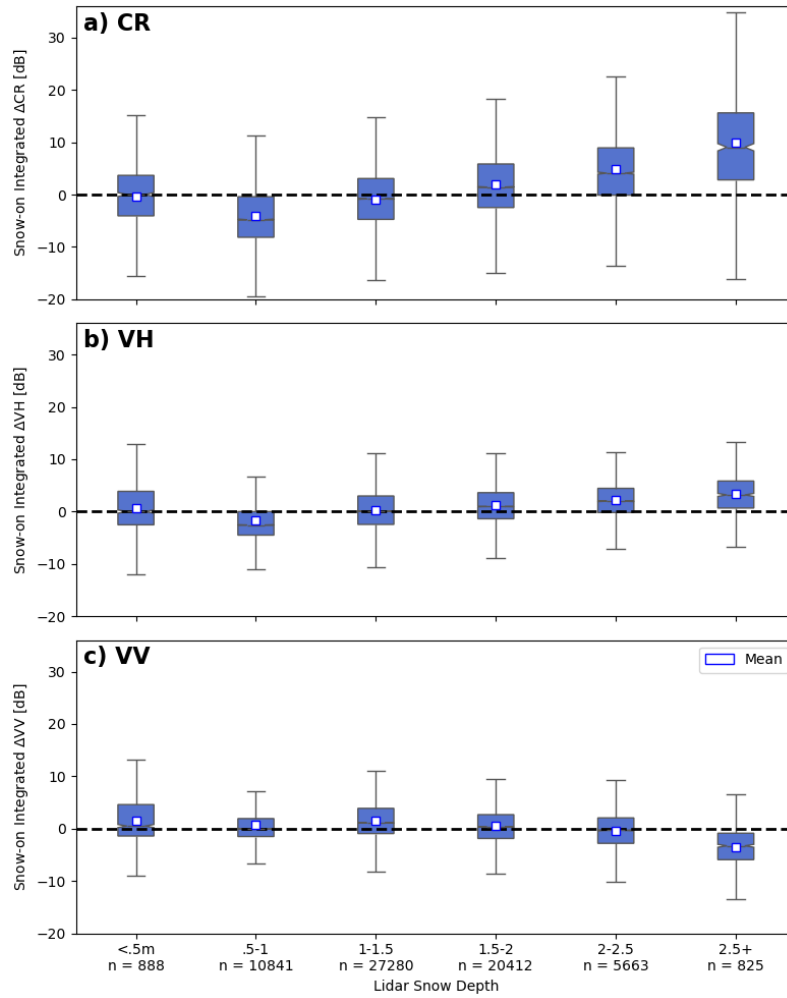 a) CR
Snow-on Integrated ΔCR [dB]
30
20
10
0
−10
−20
b) VH
Snow-on Integrated ΔVH [dB]
30
20
10
0
−10
−20
c) VV
Mean
Snow-on Integrated ΔVV [dB]
30
20
10
0
−10
−20
<.5m .5-1 1-1.5 1.5-2 2-2.5 2.5+
n = 888 n = 10841 n = 27280 n = 20412 n = 5663 n = 825
Lidar Snow Depth